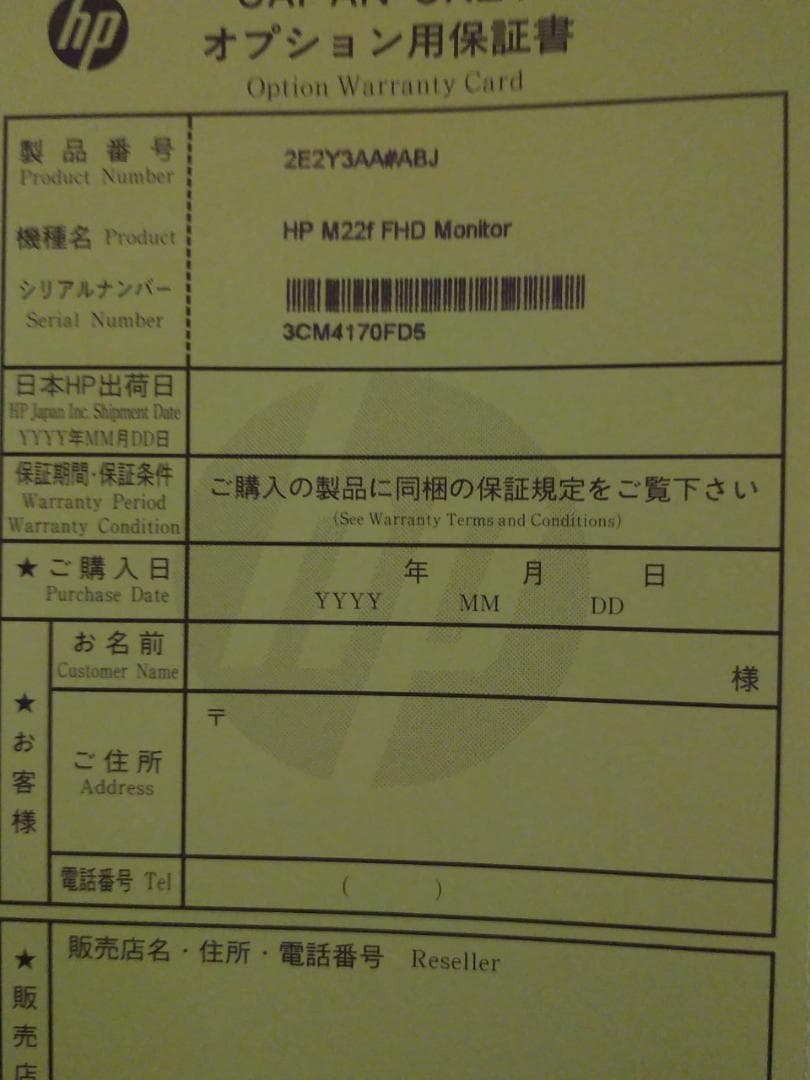 hp
JAPAN ONLY
オプション用保証書
Option Warranty Card
製品番号
Product Number
2E2Y3AA#ABJ
機種名 Product
HP M22f FHD Monitor
シリアルナンバー
Serial Number
3CM4170FD5
日本HP出荷日
HP Japan Inc. Shipment Date
YYYY年MM月DD日
保証期間・保証条件
Warranty Period
Warranty Condition
ご購入の製品に同梱の保証規定をご覧下さい
(See Warranty Terms and Conditions)
★ご購入日
Purchase Date
年 月 日
YYYY MM DD
★お客様
お名前
Customer Name
様
ご住所
Address
〒
電話番号 Tel
( )
★販売店
販売店名・住所・電話番号 Reseller